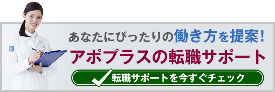 あなたにぴったりの働き方を提案！
アポプラスの転職サポート
転職サポートを今すぐチェック